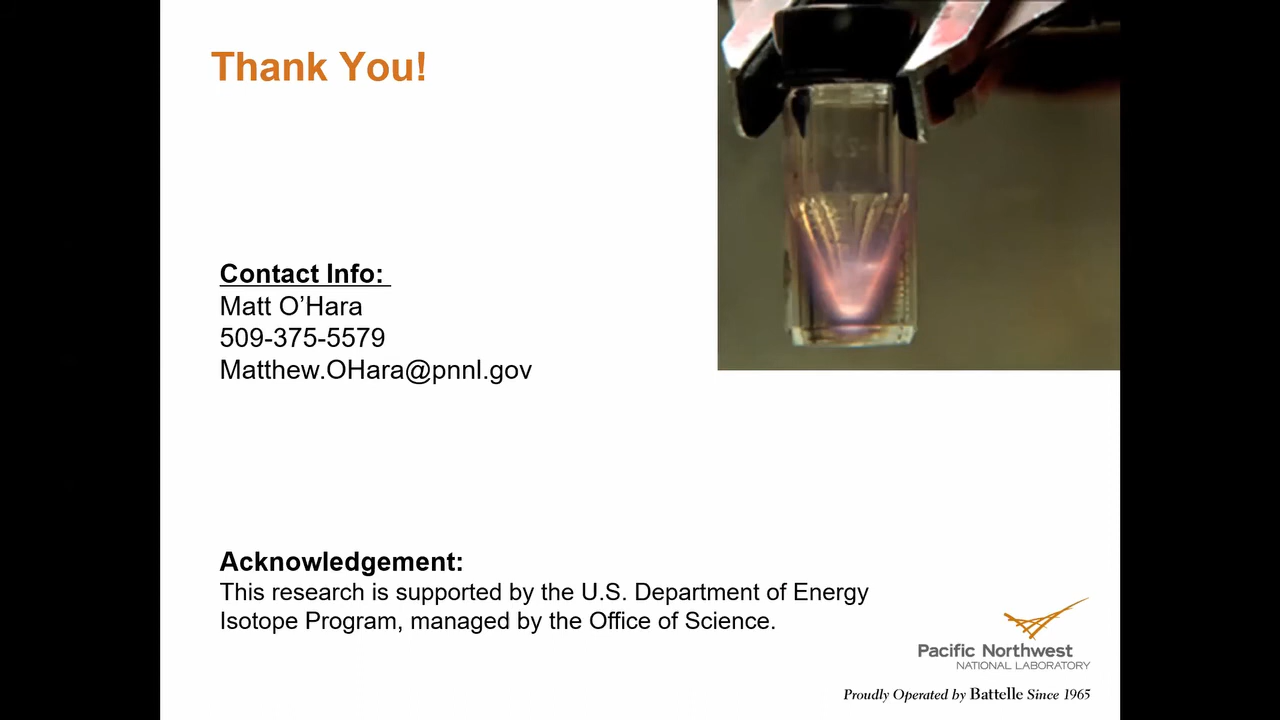 Thank You!
Contact Info:
Matt O’Hara
509-375-5579
Matthew.OHara@pnnl.gov
Acknowledgement:
This research is supported by the U.S. Department of Energy
Isotope Program, managed by the Office of Science.
Pacific Northwest
NATIONAL LABORATORY
Proudly Operated by Battelle Since 1965